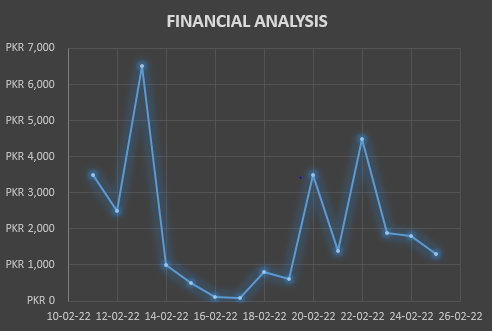 FINANCIAL ANALYSIS
PKR 7,000
PKR 6,000
PKR 5,000
PKR 4,000
PKR 3,000
PKR 2,000
PKR 1,000
PKR 0
10-02-22 12-02-22 14-02-22 16-02-22 18-02-22 20-02-22 22-02-22 24-02-22 26-02-22